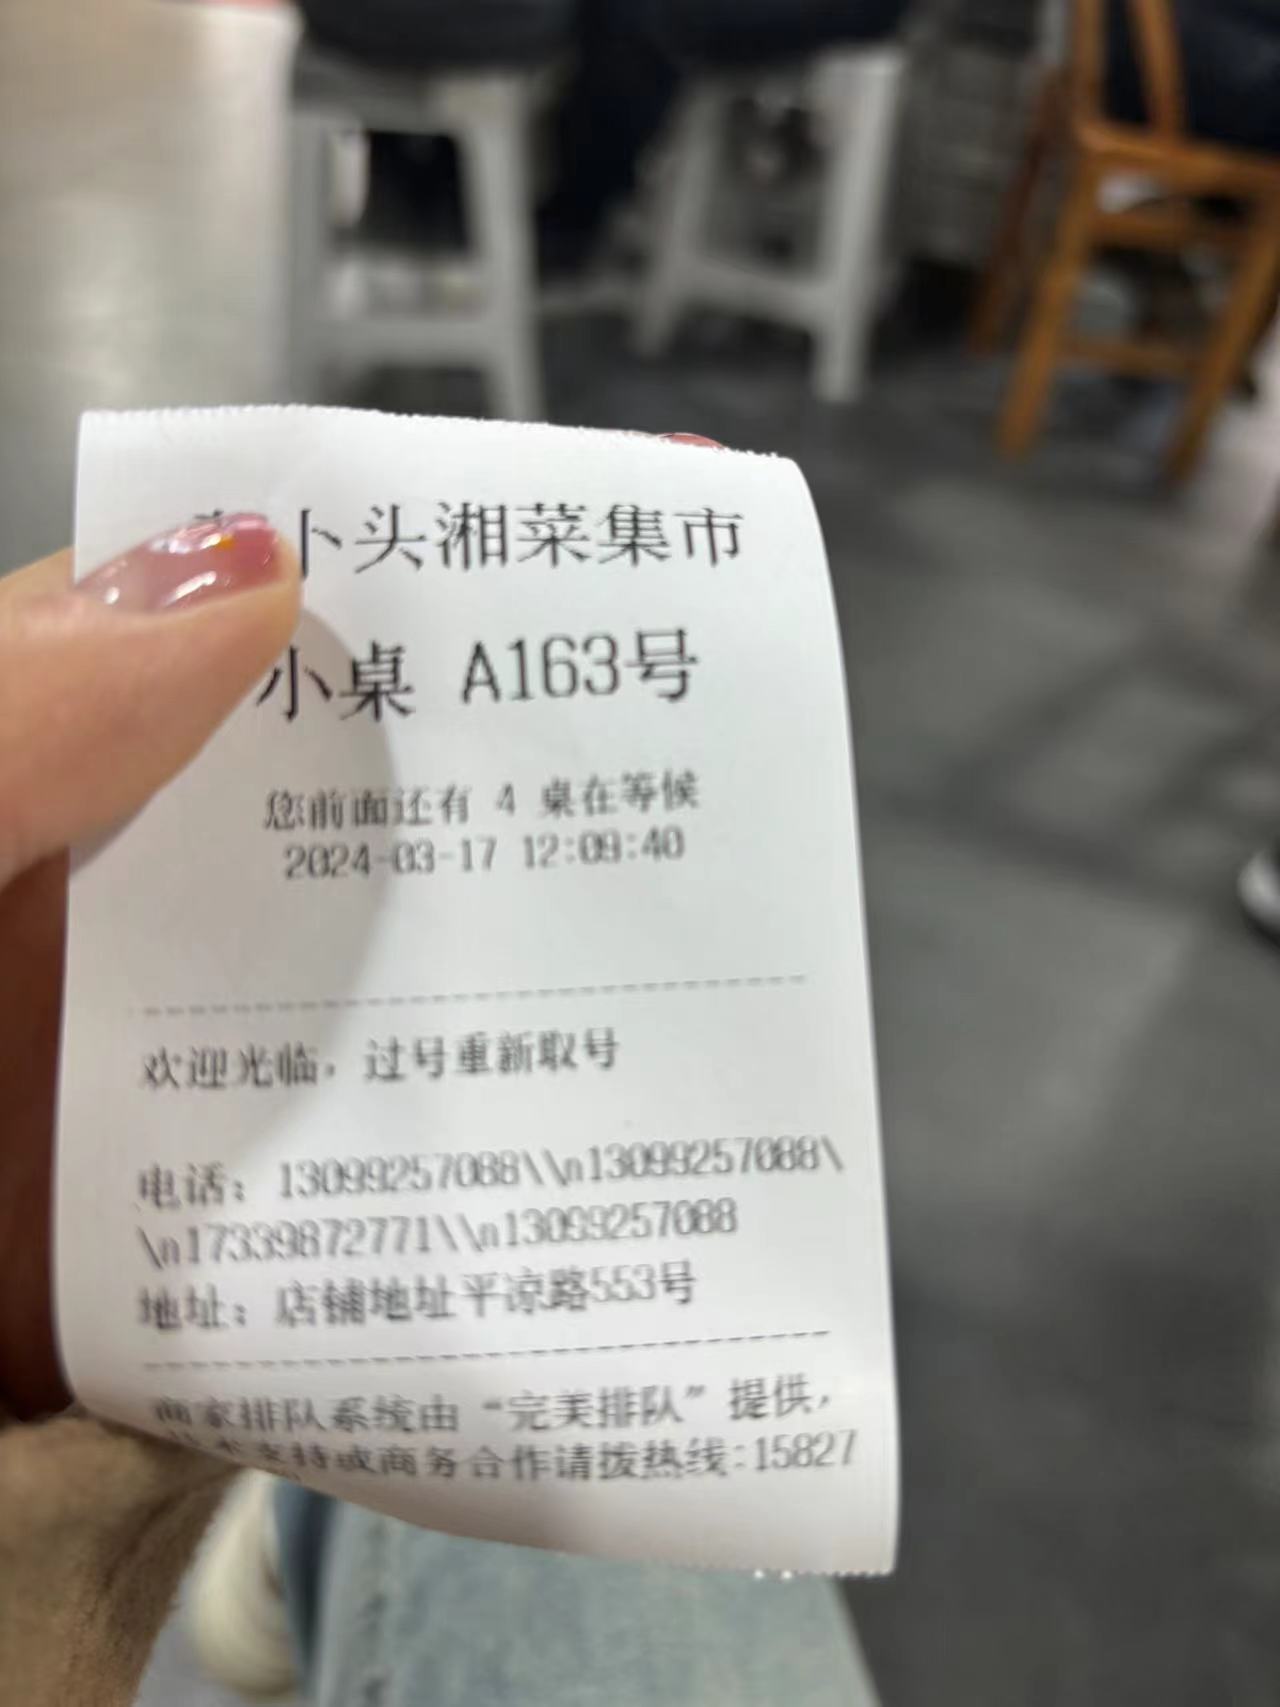 卜头湘菜集市
小桌 A163号
您前面还有 4 桌在等候
2024-03-17 12:09:40
欢迎光临，过号重新取号
电话：13099257088\\n13099257088\
\n17339872771\\n13099257088
地址：店铺地址平凉路553号
商家排队系统由“完美排队”提供，
支持或商务合作请拨热线:15827